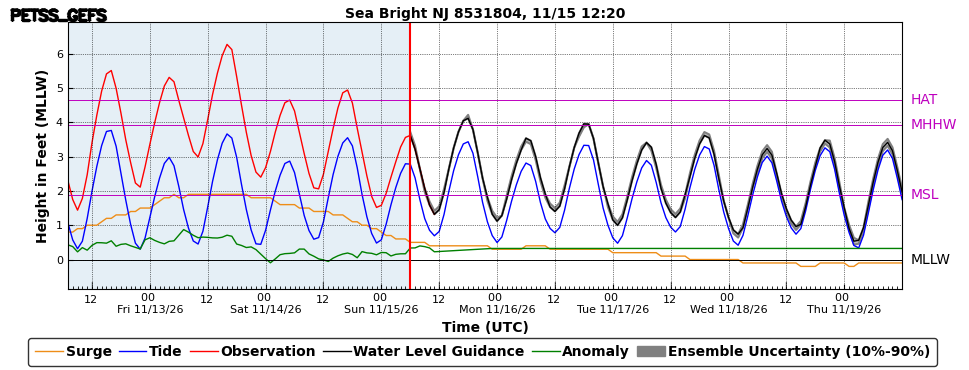 PETSS_GEFS
Sea Bright NJ 8531804, 11/15 12:20
Height in Feet (MLLW)
6
5
4
3
2
1
0
HAT
MHHW
MSL
MLLW
12 00 12 00 12 00 12 00 12 00 12 00 12 00
Fri 11/13/26 Sat 11/14/26 Sun 11/15/26 Mon 11/16/26 Tue 11/17/26 Wed 11/18/26 Thu 11/19/26
Time (UTC)
Surge Tide Observation Water Level Guidance Anomaly Ensemble Uncertainty (10%-90%)